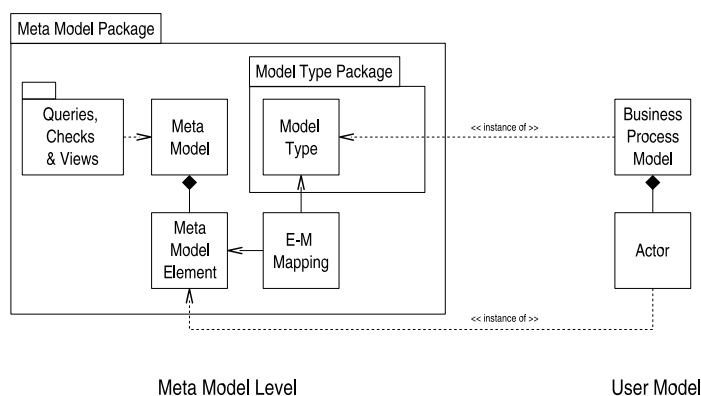 Meta Model Package
Model Type Package
Queries,
Checks
& Views
Meta
Model
Model
Type
<< instance of >>
Business
Process
Model
Meta
Model
Element
E-M
Mapping
Actor
<< instance of >>
Meta Model Level
User Model